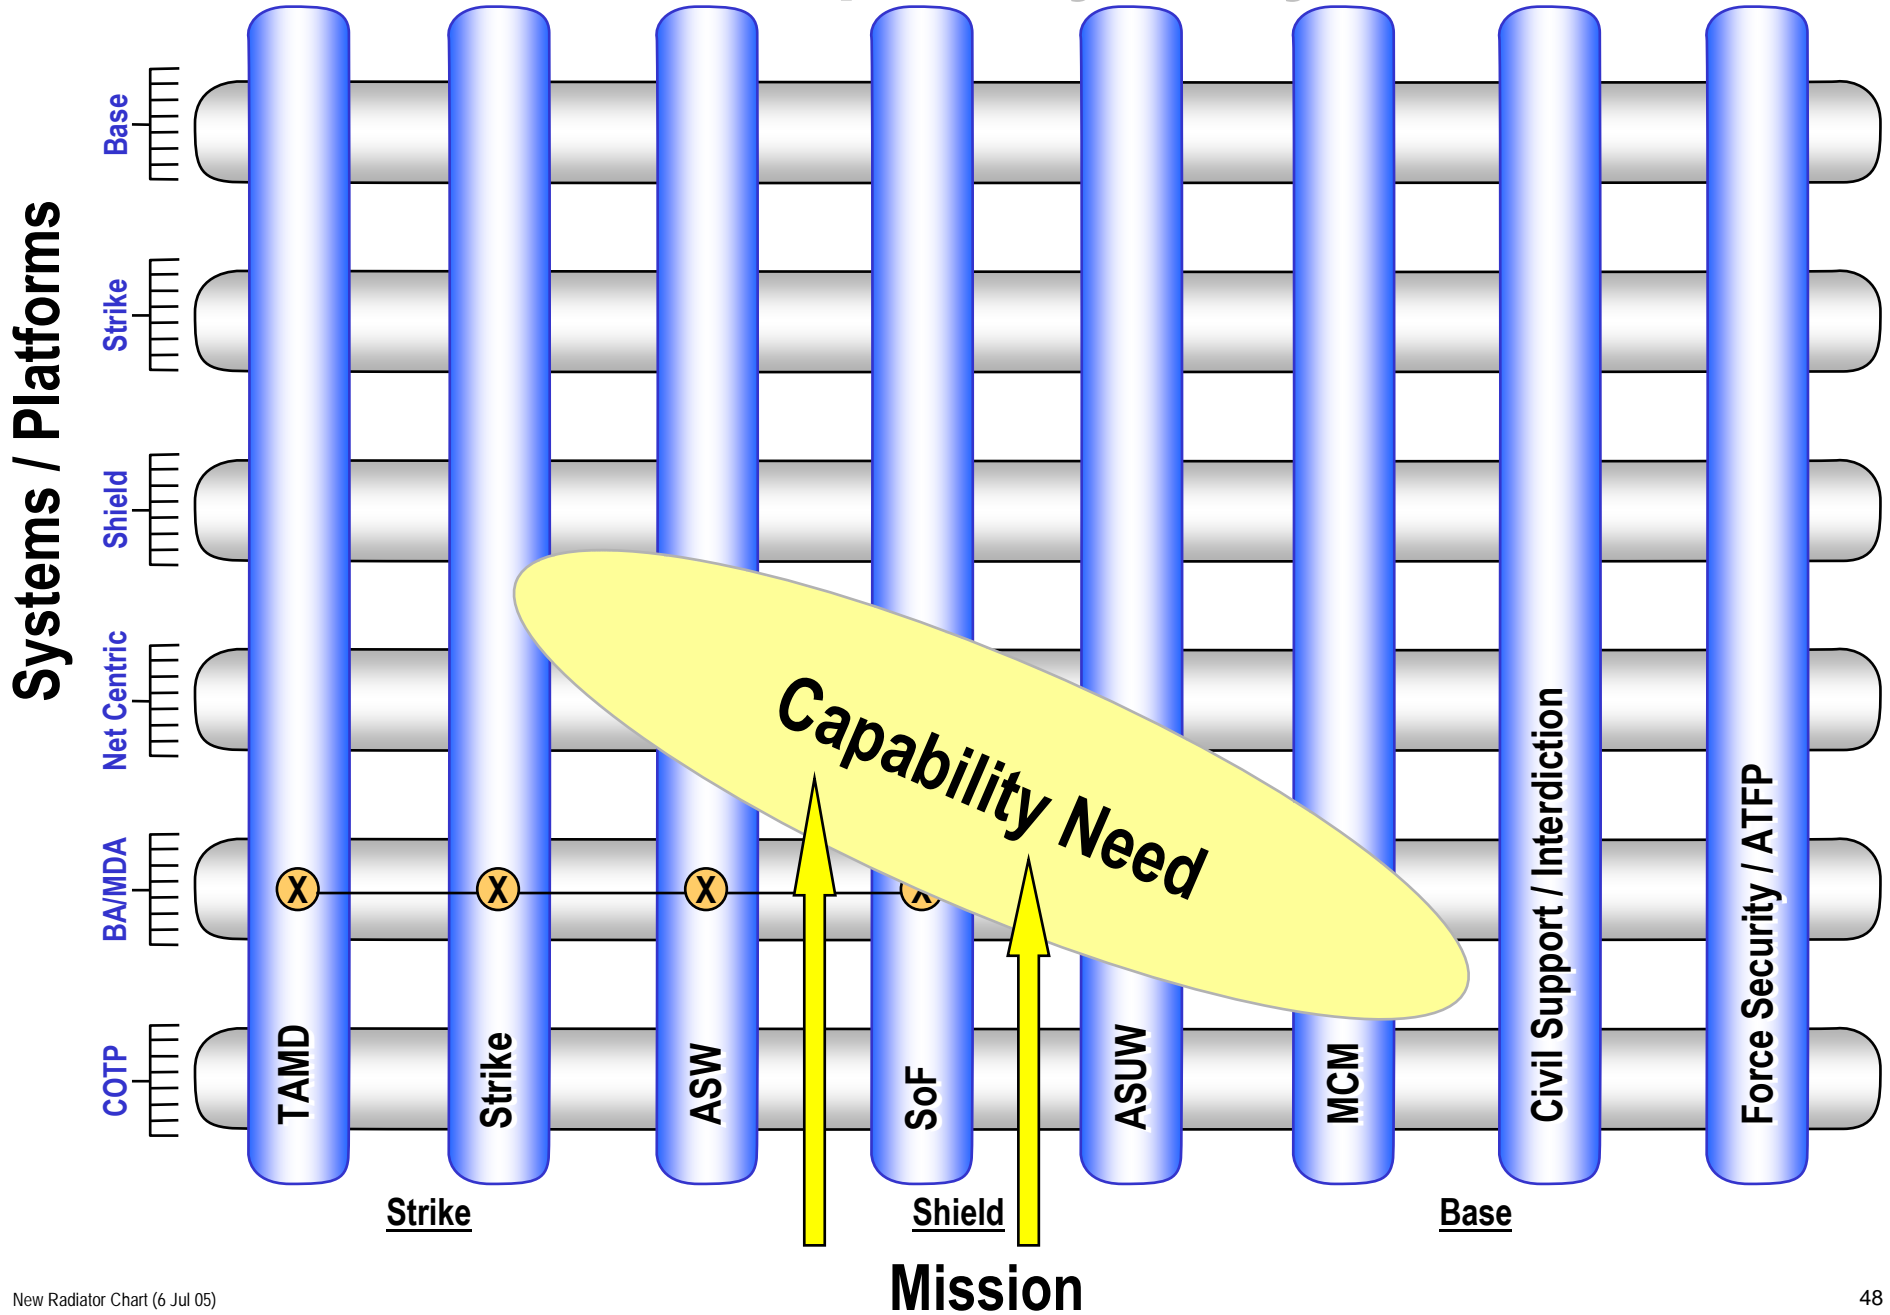 Systems / Platforms
Base
Strike
Shield
Net Centric
BA/MDA
COTP
Capability Need
X
X
X
X
TAMD
Strike
ASW
SoF
ASUW
MCM
Civil Support / Interdiction
Force Security / ATFP
Strike
Shield
Base
Mission
New Radiator Chart (6 Jul 05)
48